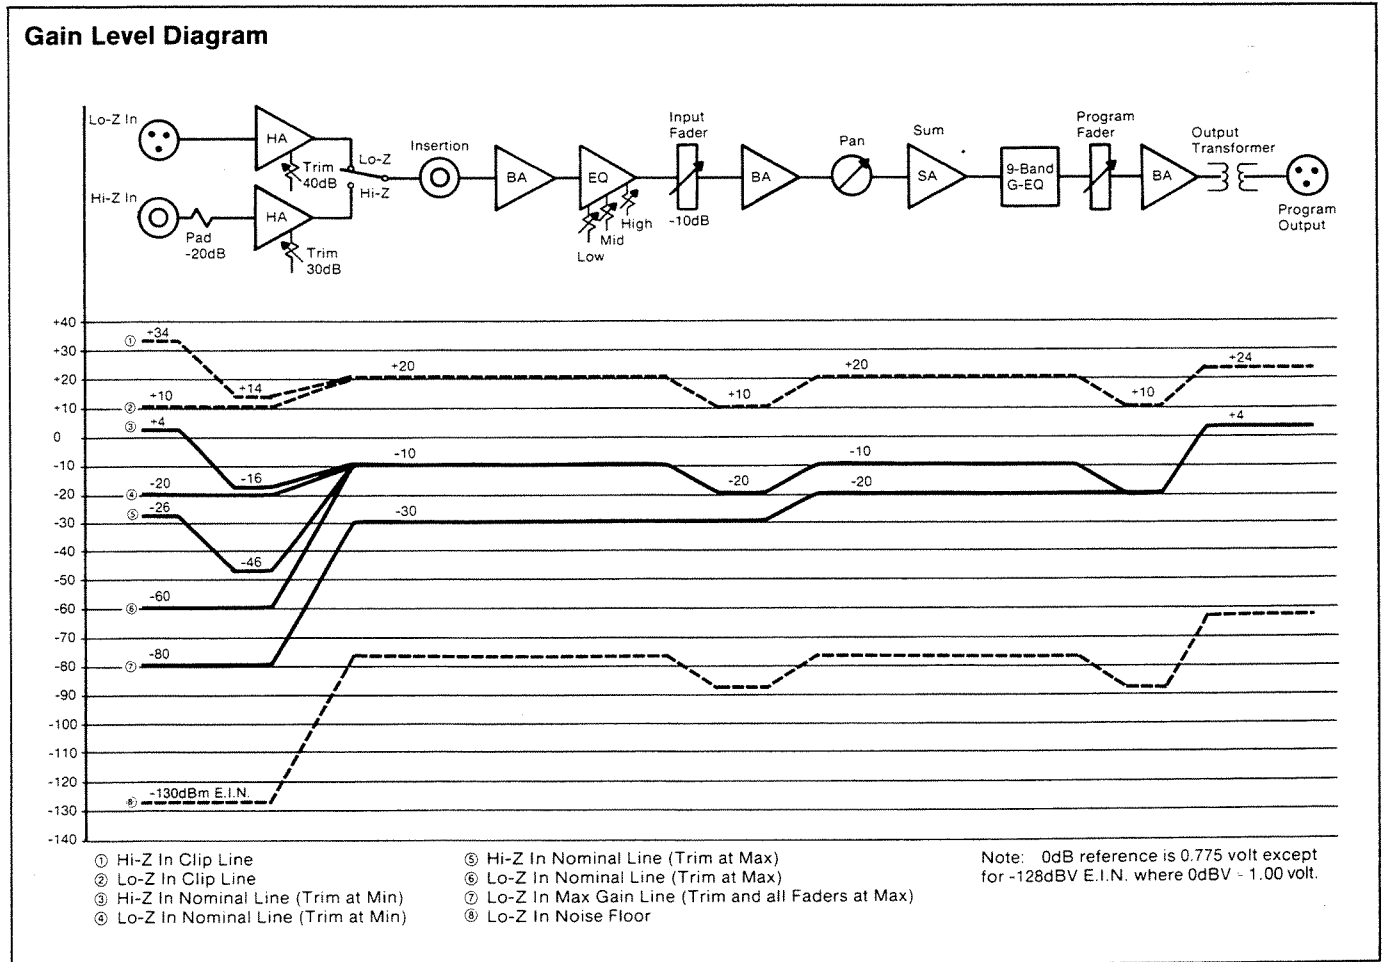 Gain Level Diagram
Lo-Z In
HA
Trim
40dB
Lo-Z
Hi-Z
Insertion
BA
EQ
High
Mid
Low
Input
Fader
-10dB
BA
Pan
Sum
SA
9-Band
G-EQ
Program
Fader
BA
Output
Transformer
Program
Output
Hi-Z In
Pad
-20dB
HA
Trim
30dB
+40
+30
+20
+10
0
-10
-20
-30
-40
-50
-60
-70
-80
-90
-100
-110
-120
-130
-140
① +34
+14
+20
+10
+20
+10
+24
② +10
③ +4
-16
-10
-20
-10
-20
+4
④ -20
⑤ -26
-46
-30
⑥ -60
⑦ -80
⑧ -130dBm E.I.N.
① Hi-Z In Clip Line
② Lo-Z In Clip Line
③ Hi-Z In Nominal Line (Trim at Min)
④ Lo-Z In Nominal Line (Trim at Min)
⑤ Hi-Z In Nominal Line (Trim at Max)
⑥ Lo-Z In Nominal Line (Trim at Max)
⑦ Lo-Z In Max Gain Line (Trim and all Faders at Max)
⑧ Lo-Z In Noise Floor
Note: 0dB reference is 0.775 volt except
for -128dBV E.I.N. where 0dBV - 1.00 volt.